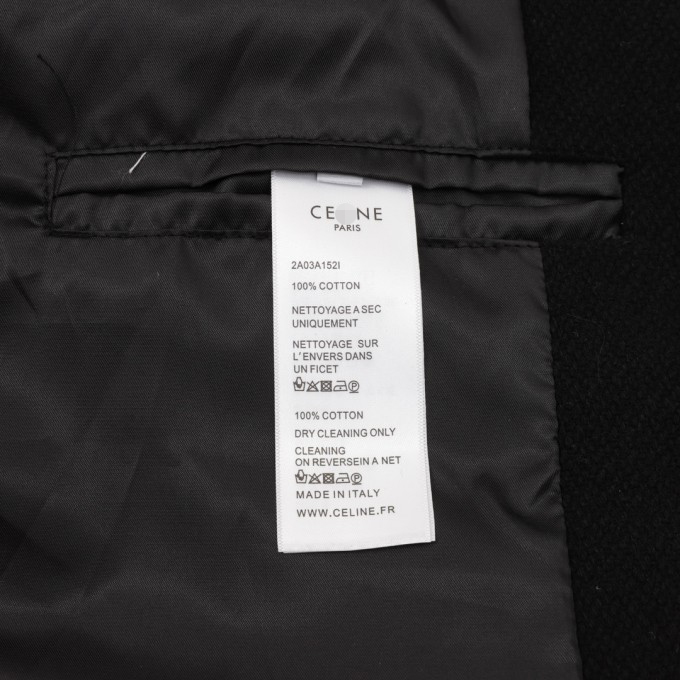 CE NE
PARIS
2A03A152I
100% COTTON
NETTOYAGE A SEC
UNIQUEMENT
NETTOYAGE SUR
L'ENVERS DANS
UN FICET
100% COTTON
DRY CLEANING ONLY
CLEANING
ON REVERSEIN A NET
MADE IN ITALY
WWW.CELINE.FR